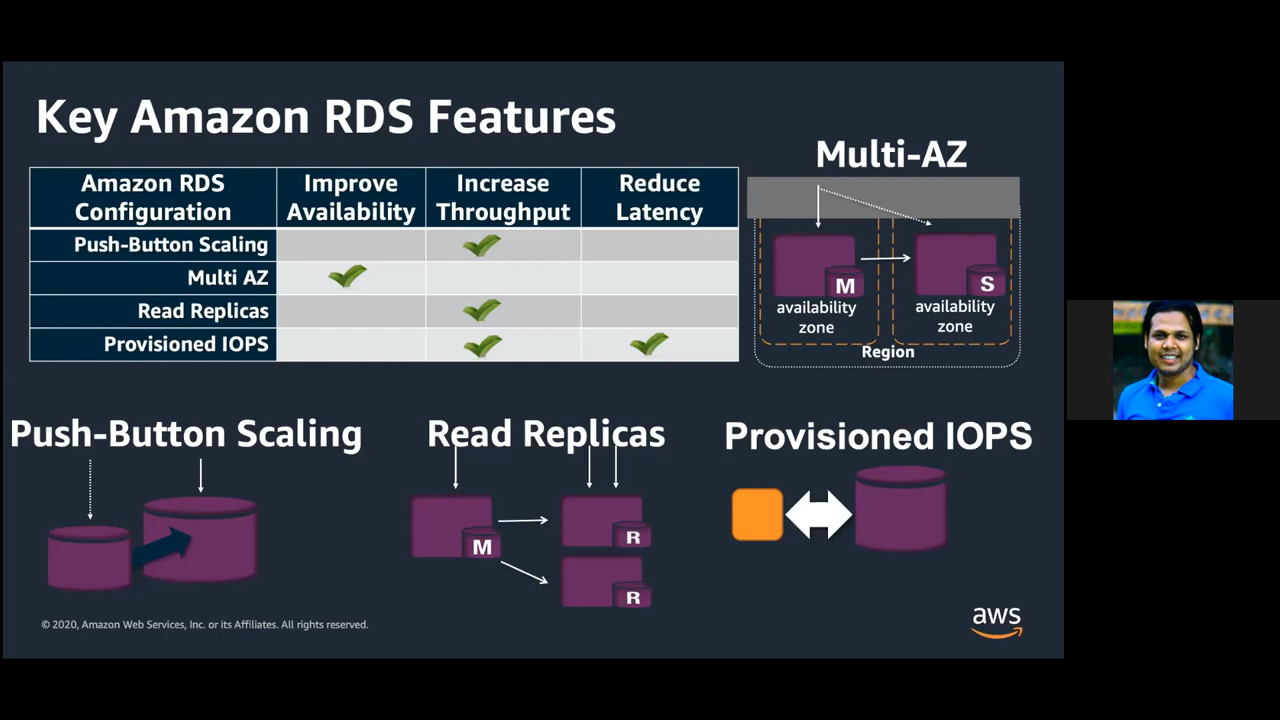 Key Amazon RDS Features
Amazon RDS
Configuration
Improve
Availability
Increase
Throughput
Reduce
Latency
Push-Button Scaling
Multi AZ
Read Replicas
Provisioned IOPS
Multi-AZ
M
S
availability
zone
availability
zone
Region
Push-Button Scaling
Read Replicas
M
R
R
Provisioned IOPS
© 2020, Amazon Web Services, Inc. or its Affiliates. All rights reserved.
aws